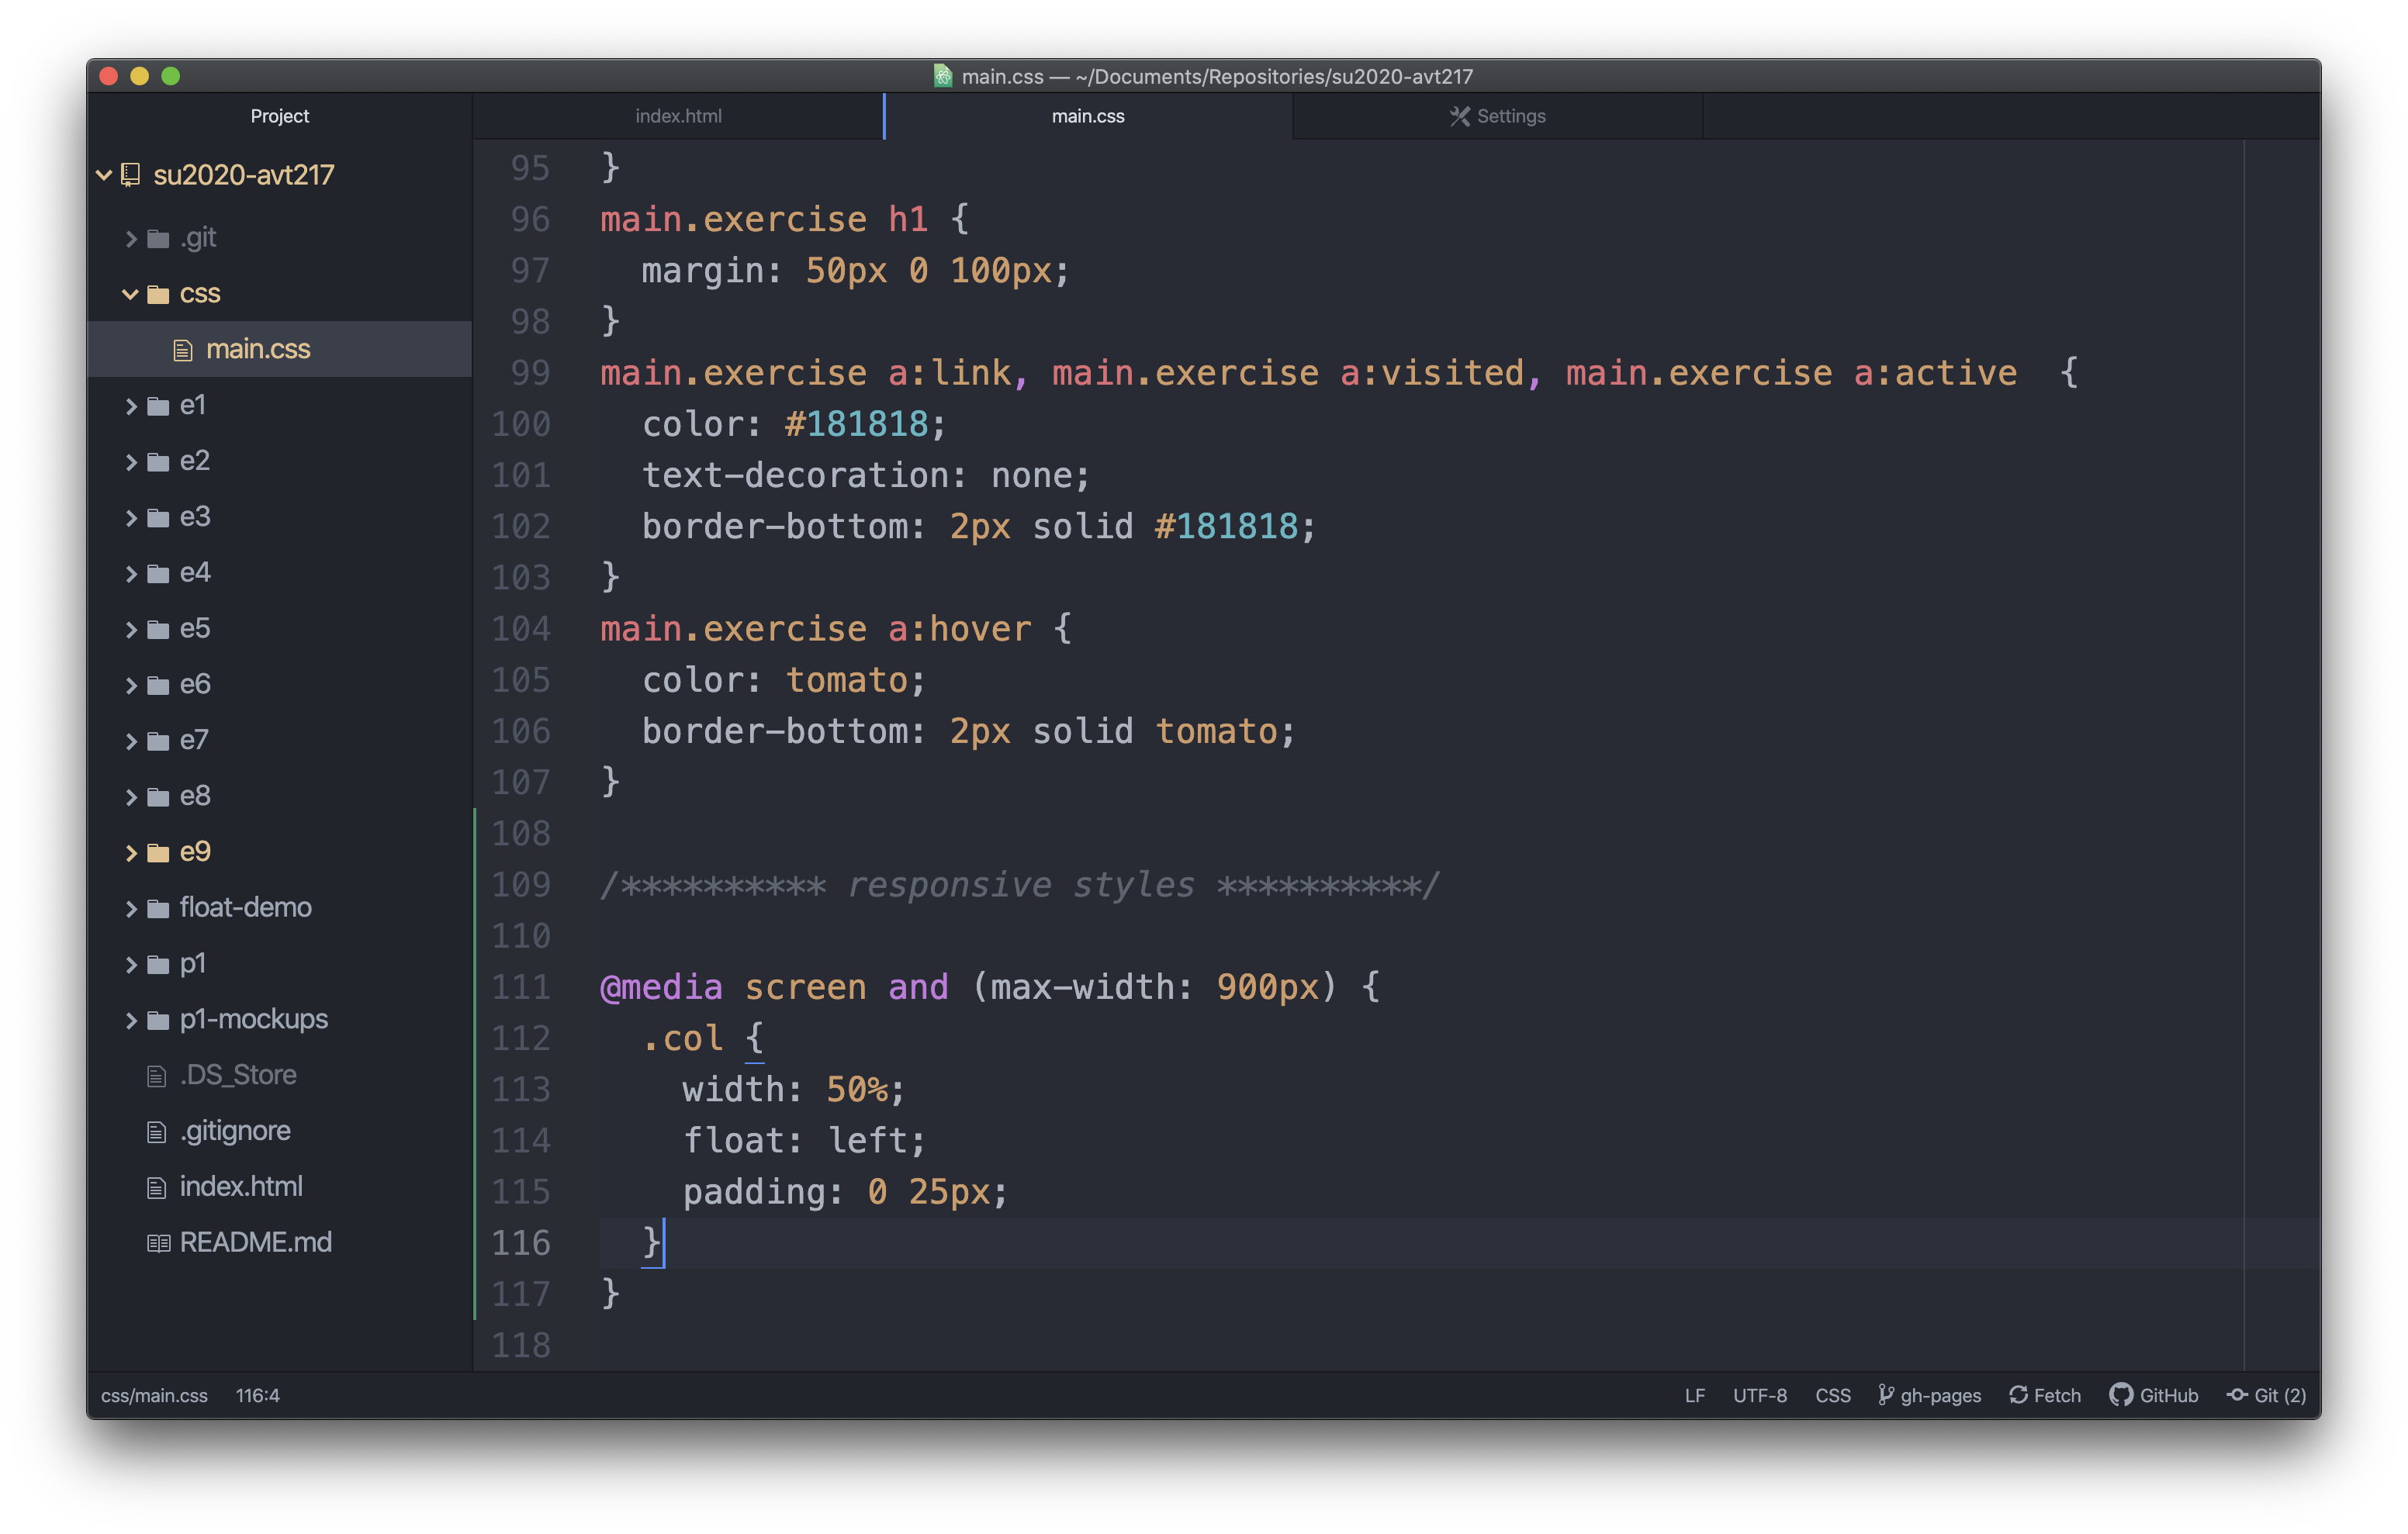 main.css — ~/Documents/Repositories/su2020-avt217
Project
index.html
main.css
Settings
su2020-avt217
.git
css
main.css
e1
e2
e3
e4
e5
e6
e7
e8
e9
float-demo
p1
p1-mockups
.DS_Store
.gitignore
index.html
README.md
95 }
96 main.exercise h1 {
97   margin: 50px 0 100px;
98 }
99 main.exercise a:link, main.exercise a:visited, main.exercise a:active  {
100   color: #181818;
101   text-decoration: none;
102   border-bottom: 2px solid #181818;
103 }
104 main.exercise a:hover {
105   color: tomato;
106   border-bottom: 2px solid tomato;
107 }
108
109 /********** responsive styles **********/
110
111 @media screen and (max-width: 900px) {
112   .col {
113     width: 50%;
114     float: left;
115     padding: 0 25px;
116   }
117 }
118
css/main.css 116:4 LF UTF-8 CSS gh-pages Fetch GitHub Git (2)